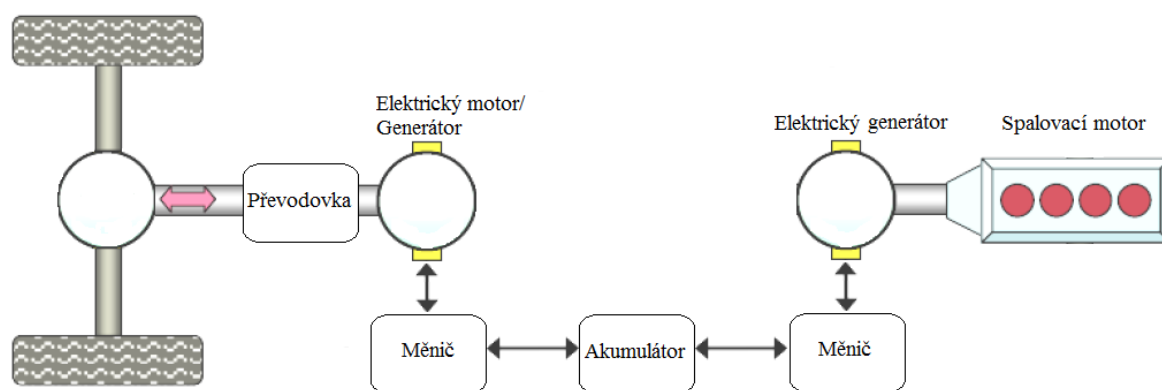 Elektrický motor/
Generátor
Elektrický generátor
Spalovací motor
Převodovka
Měnič
Akumulátor
Měnič